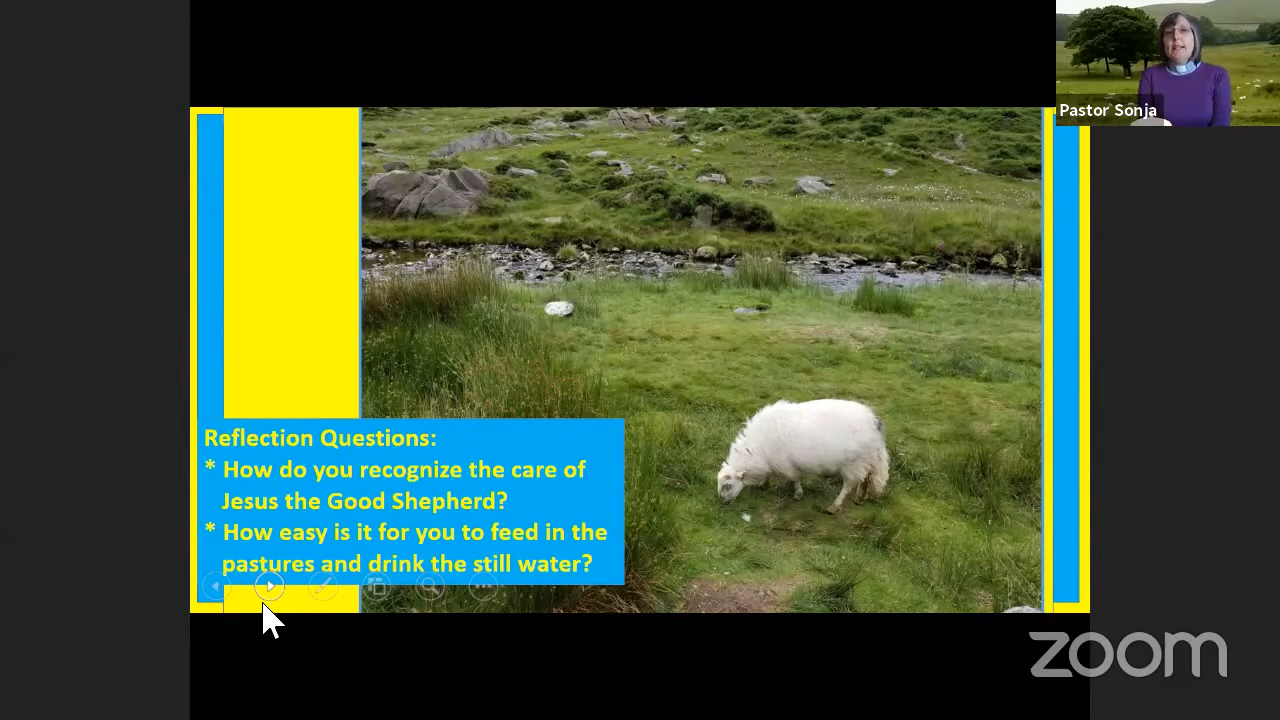 Pastor Sonja
Reflection Questions:
* How do you recognize the care of
Jesus the Good Shepherd?
* How easy is it for you to feed in the
pastures and drink the still water?
zoom